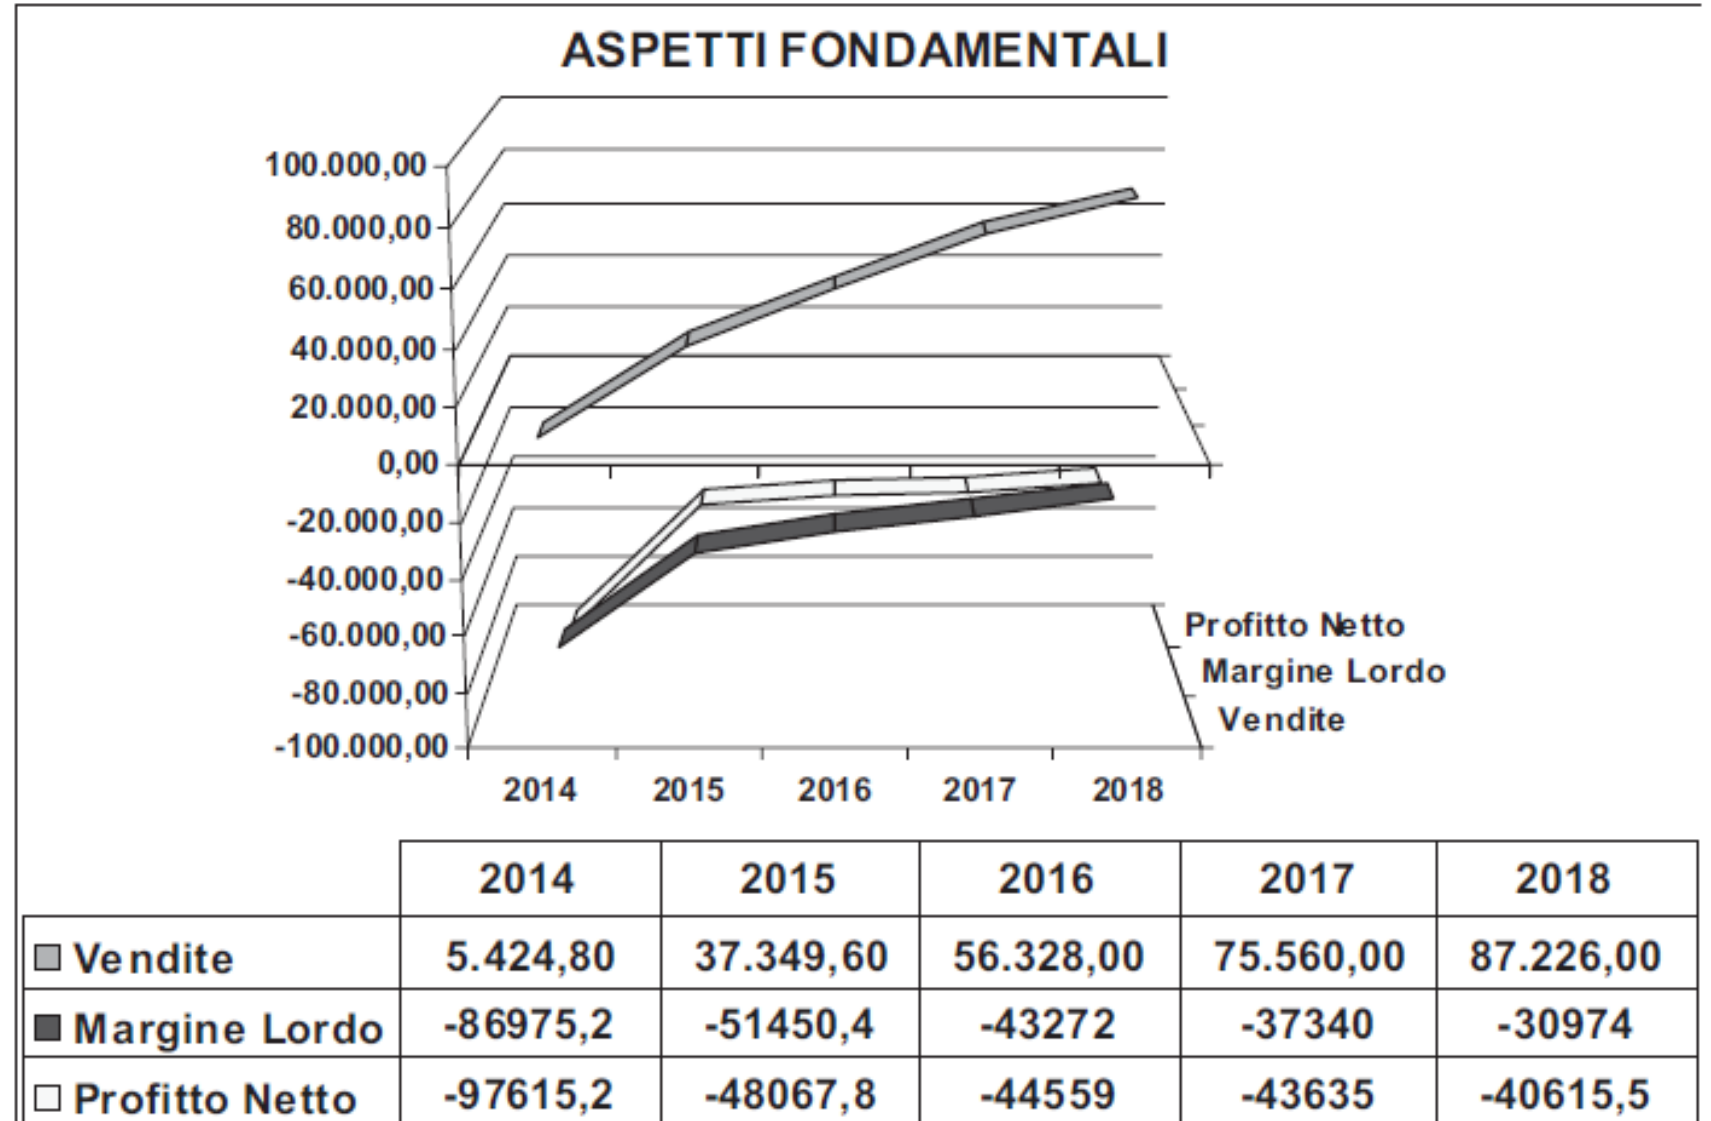 ASPETTI FONDAMENTALI
100.000,00
80.000,00
60.000,00
40.000,00
20.000,00
0,00
-20.000,00
-40.000,00
-60.000,00
-80.000,00
-100.000,00
Profitto Netto
Margine Lordo
Vendite
2014 2015 2016 2017 2018
2014 2015 2016 2017 2018
Vendite 5.424,80 37.349,60 56.328,00 75.560,00 87.226,00
Margine Lordo -86975,2 -51450,4 -43272 -37340 -30974
Profitto Netto -97615,2 -48067,8 -44559 -43635 -40615,5